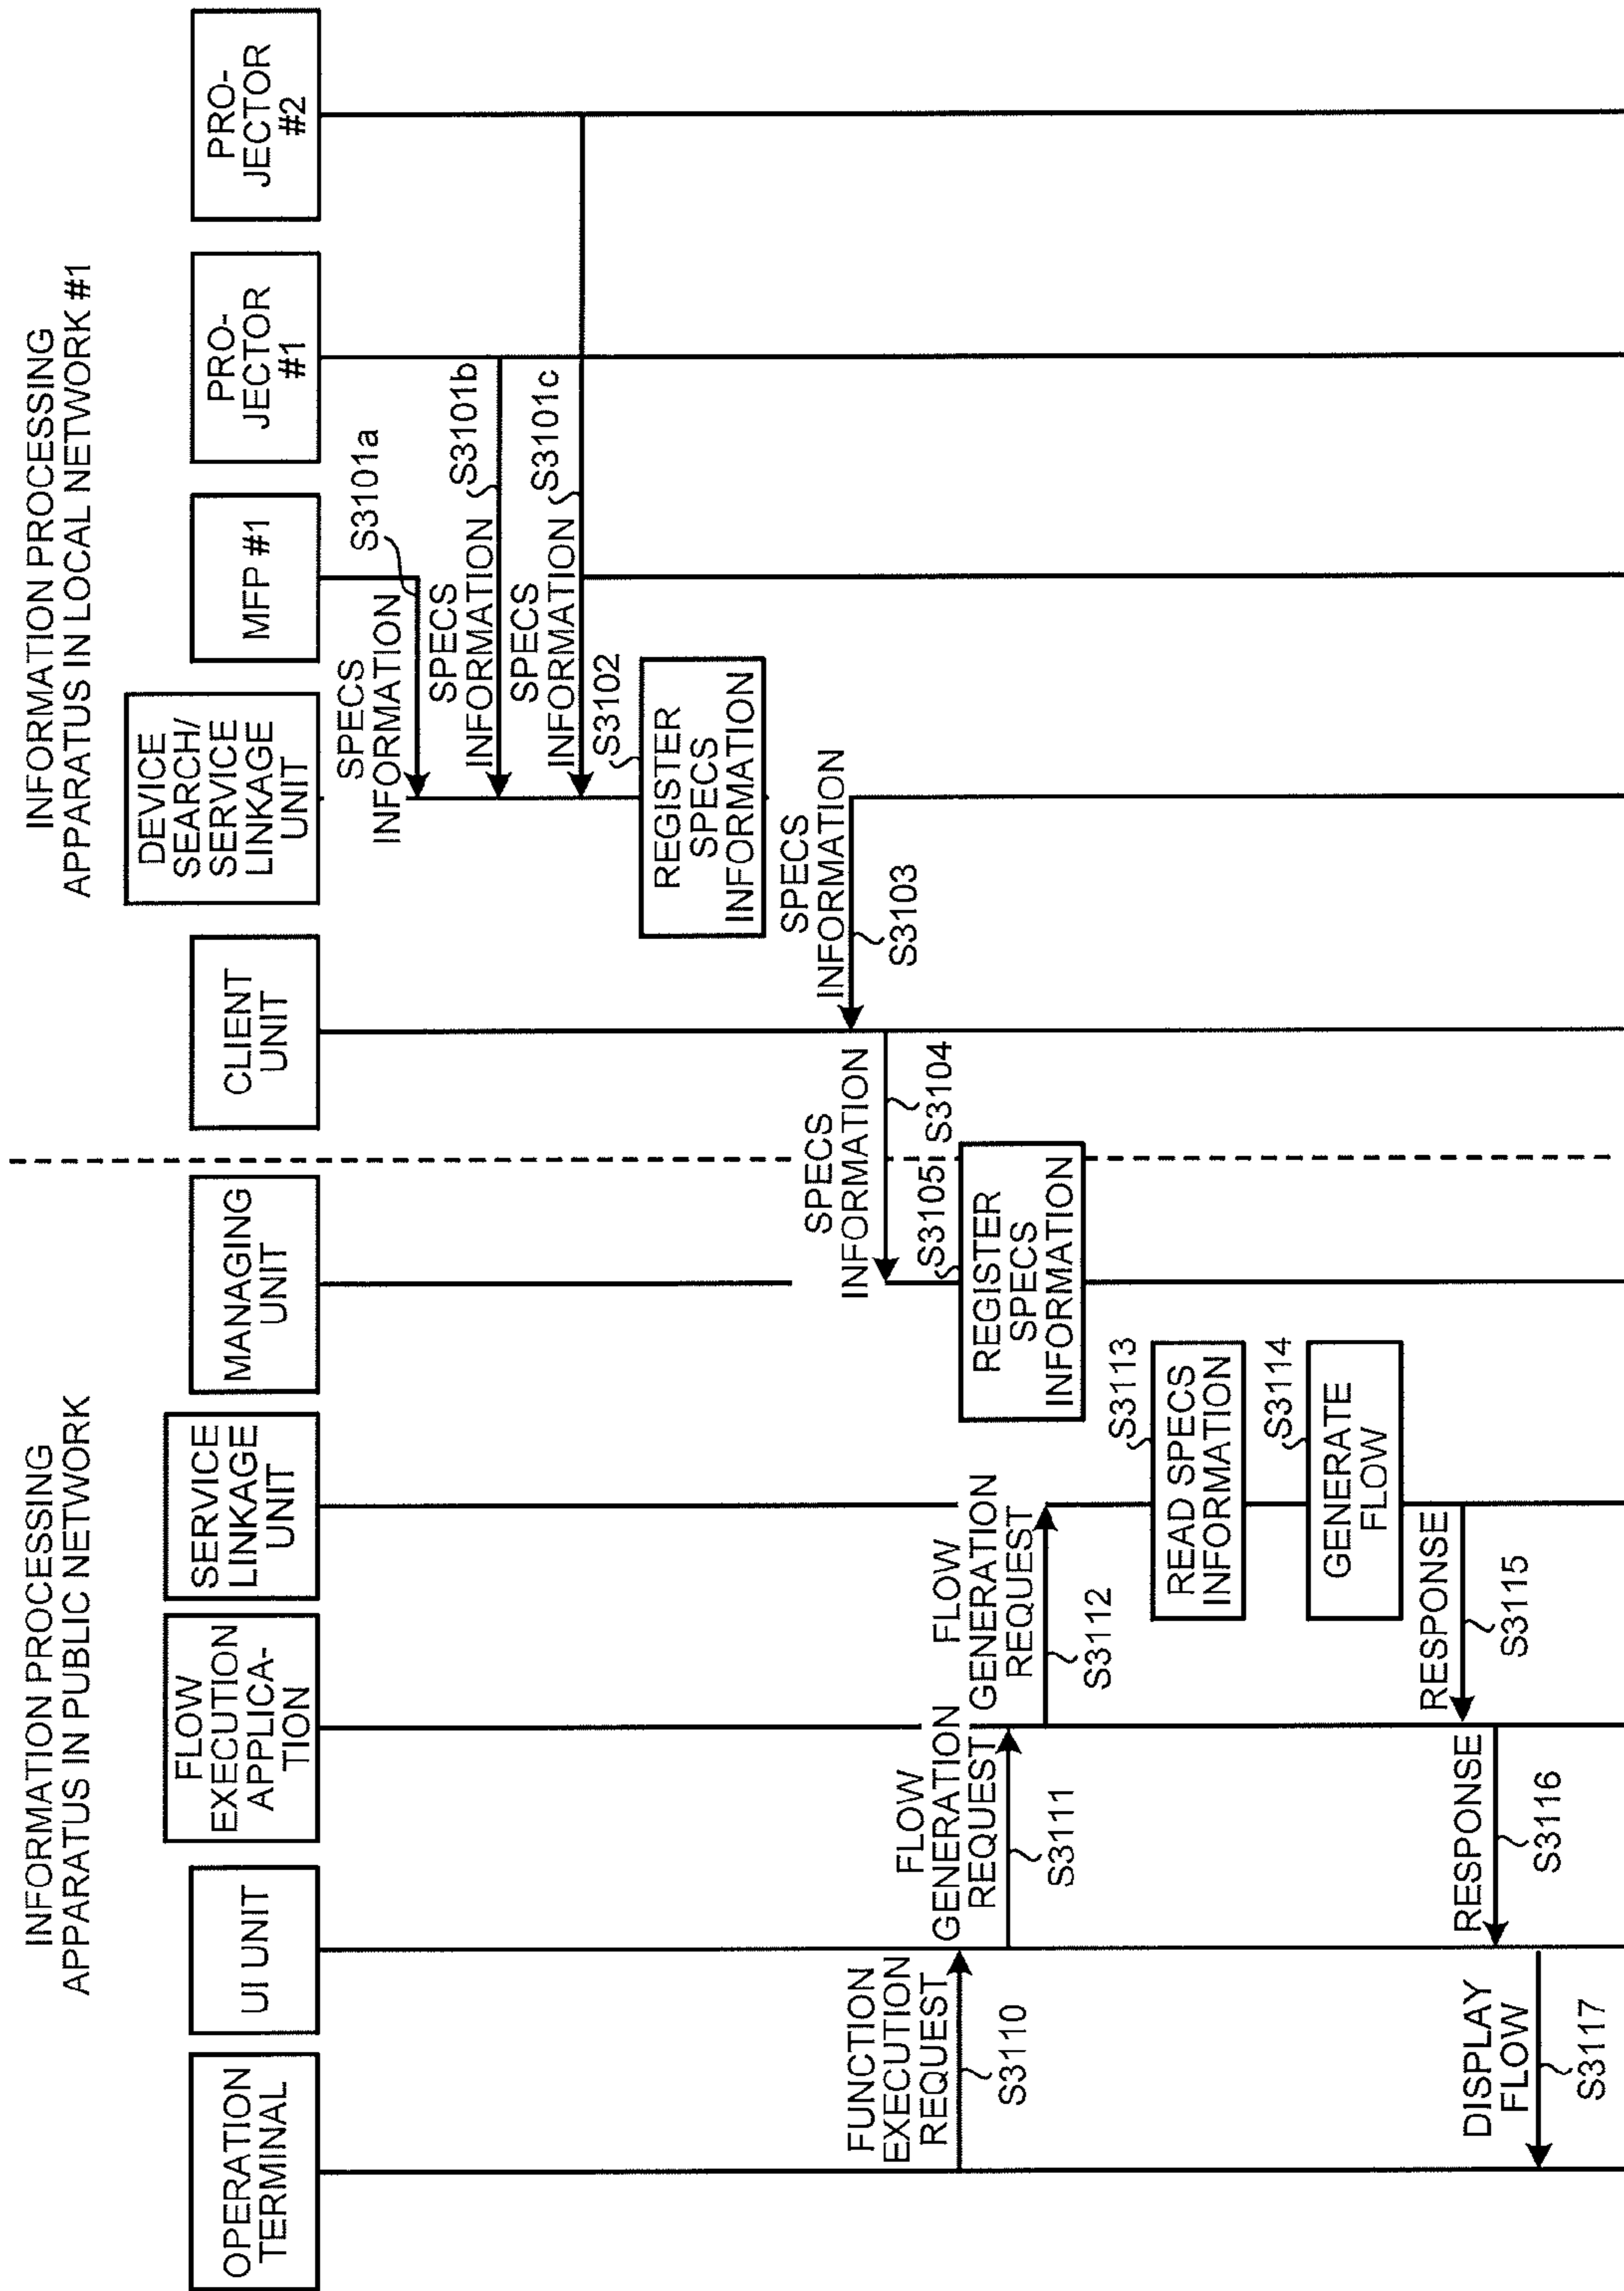 INFORMATION PROCESSING
APPARATUS IN PUBLIC NETWORK
INFORMATION PROCESSING
APPARATUS IN LOCAL NETWORK #1
OPERATION
TERMINAL
UI UNIT
FLOW
EXECUTION
APPLICA-
TION
SERVICE
LINKAGE
UNIT
MANAGING
UNIT
CLIENT
UNIT
DEVICE
SEARCH/
SERVICE
LINKAGE
UNIT
MFP #1
PRO-
JECTOR
#1
PRO-
JECTOR
#2
SPECS
INFORMATION
S3101a
SPECS
INFORMATION
S3101b
SPECS
INFORMATION
S3101c
S3102
REGISTER
SPECS
INFORMATION
SPECS
INFORMATION
S3103
SPECS
INFORMATION
S3104
S3105
REGISTER
SPECS
INFORMATION
FUNCTION
EXECUTION
REQUEST
S3110
FLOW
GENERATION
REQUEST
S3111
FLOW
GENERATION
REQUEST
S3112
S3113
READ SPECS
INFORMATION
S3114
GENERATE
FLOW
RESPONSE
S3115
RESPONSE
S3116
DISPLAY
FLOW
S3117